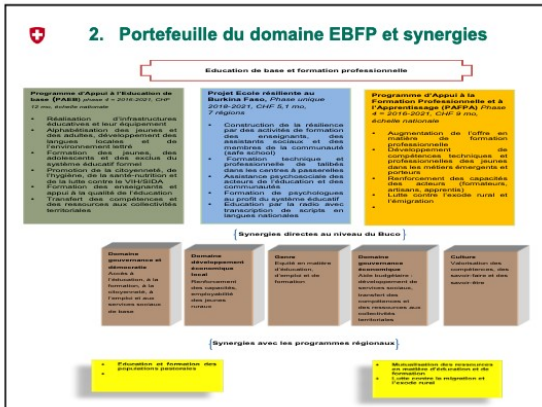 2. Portefeuille du domaine EBFP et synergies
Education de base et formation professionnelle
Programme d'Appui à l'Education de
base (PAEB) phase 4 = 2018-2021, CHF
12 mo, échelle nationale
• Réalisation d'infrastructures
éducatives et leur équipement
• Alphabétisation des jeunes et
des adultes, développement des
langues locales et de
l'environnement lettré
• Formation des jeunes, des
adolescents et des exclus du
système éducatif formel
• Promotion de la citoyenneté, de
l'hygiène, de la santé-nutrition et
de la lutte contre le VIH/SIDA
• Formation des enseignants et
appui à la qualité de l'éducation
• Transfert des compétences et
des ressources aux collectivités
territoriales
Projet Ecole résiliente au
Burkina Faso, Phase unique
2019-2021, CHF 5,1 mo,
7 régions
• Construction de la résilience
par des activités de formation
des enseignants, des
assistants sociaux et des
membres de la communauté
(safe school)
• Formation technique et
professionnelle de talibés
dans les centres à passerelles
• Assistance psychosociale des
acteurs de l'éducation et des
communautés
• Formation de psychologues
au profit du système éducatif
• Education par la radio avec
transcription de scripts en
langues nationales
Programme d'Appui à la
Formation Professionnelle et à
l'Apprentissage (PAFPA) Phase
4 = 2016-2021, CHF 9 mo,
échelle nationale
• Augmentation de l'offre en
matière de formation
professionnelle
• Développement de
compétences techniques et
professionnelles des jeunes
dans les métiers émergents et
porteurs
• Renforcement des capacités
des acteurs (formateurs,
artisans, apprentis)
• Lutte contre l'exode rural et
l'émigration
•
Synergies directes au niveau du Buco
Domaine
gouvernance et
démocratie
Accès à
l'éducation, à la
formation, à la
citoyenneté, à
l'emploi et aux
services sociaux
de base
Domaine
développement
économique
local
Renforcement
des capacités,
employabilité
des jeunes
ruraux
Genre
Equité en matière
d'éducation,
d'emploi et de
formation
Domaine
gouvernance
économique
Aide budgétaire :
développement de
services sociaux,
transfert des
compétences et
des ressources aux
collectivités
territoriales
Culture
Valorisation des
compétences, des
savoir-faire et des
savoir-être
Synergies avec les programmes régionaux
• Education et formation des
populations pastorales
•
• Mutualisation des ressources
en matière d'éducation et de
formation
• Lutte contre la migration et
l'exode rural